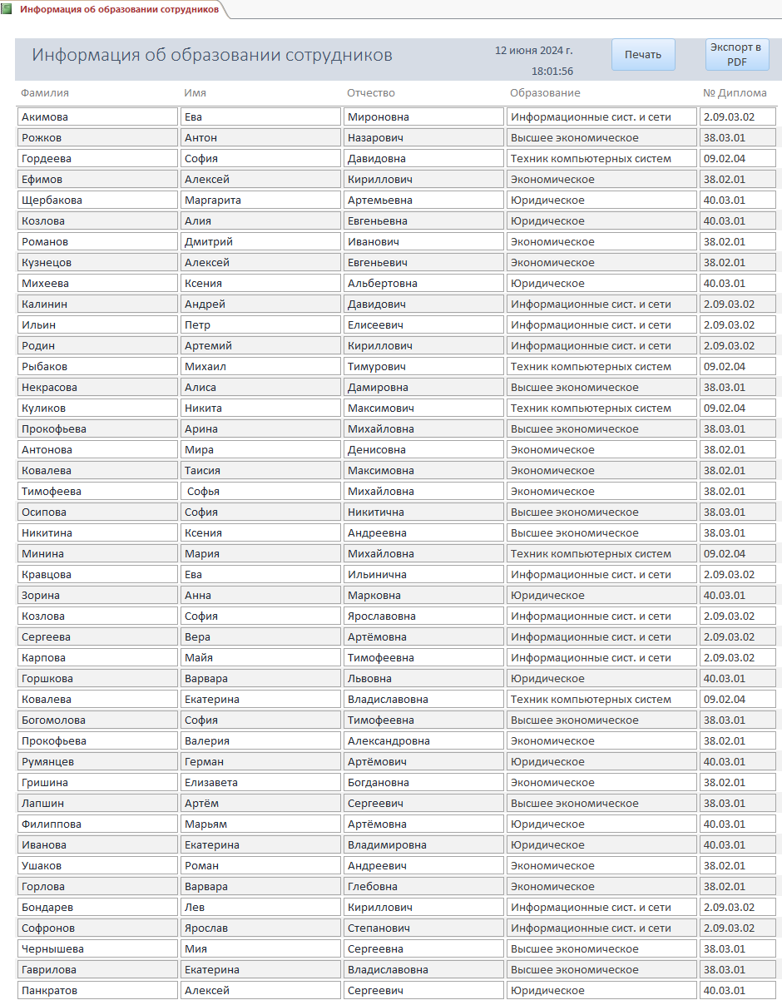 Информация об образовании сотрудников
Информация об образовании сотрудников
12 июня 2024 г.
18:01:56
Печать
Экспорт в
PDF
Фамилия Имя Отчество Образование № Диплома
Акимова Ева Мироновна Информационные сист. и сети 2.09.03.02
Рожков Антон Назарович Высшее экономическое 38.03.01
Гордеева София Давидовна Техник компьютерных систем 09.02.04
Ефимов Алексей Кириллович Экономическое 38.02.01
Щербакова Маргарита Артемьевна Юридическое 40.03.01
Козлова Алия Евгеньевна Юридическое 40.03.01
Романов Дмитрий Иванович Экономическое 38.02.01
Кузнецов Алексей Евгеньевич Экономическое 38.02.01
Михеева Ксения Альбертовна Юридическое 40.03.01
Калинин Андрей Давидович Информационные сист. и сети 2.09.03.02
Ильин Петр Елисеевич Информационные сист. и сети 2.09.03.02
Родин Артемий Кириллович Информационные сист. и сети 2.09.03.02
Рыбаков Михаил Тимурович Техник компьютерных систем 09.02.04
Некрасова Алиса Дамировна Высшее экономическое 38.03.01
Куликов Никита Максимович Техник компьютерных систем 09.02.04
Прокофьева Арина Михайловна Высшее экономическое 38.03.01
Антонова Мира Денисовна Экономическое 38.02.01
Ковалева Таисия Максимовна Экономическое 38.02.01
Тимофеева Софья Михайловна Экономическое 38.02.01
Осипова София Никитична Высшее экономическое 38.03.01
Никитина Ксения Андреевна Высшее экономическое 38.03.01
Минина Мария Михайловна Техник компьютерных систем 09.02.04
Кравцова Ева Ильинична Информационные сист. и сети 2.09.03.02
Зорина Анна Марковна Юридическое 40.03.01
Козлова София Ярославовна Информационные сист. и сети 2.09.03.02
Сергеева Вера Артёмовна Информационные сист. и сети 2.09.03.02
Карпова Майя Тимофеевна Информационные сист. и сети 2.09.03.02
Горшкова Варвара Львовна Юридическое 40.03.01
Ковалева Екатерина Владиславовна Техник компьютерных систем 09.02.04
Богомолова София Тимофеевна Высшее экономическое 38.03.01
Прокофьева Валерия Александровна Экономическое 38.02.01
Румянцев Герман Артёмович Юридическое 40.03.01
Гришина Елизавета Богдановна Экономическое 38.02.01
Лапшин Артём Сергеевич Высшее экономическое 38.03.01
Филиппова Марьям Артёмовна Юридическое 40.03.01
Иванова Екатерина Владимировна Юридическое 40.03.01
Ушаков Роман Андреевич Экономическое 38.02.01
Горлова Варвара Глебовна Экономическое 38.02.01
Бондарев Лев Кириллович Информационные сист. и сети 2.09.03.02
Софронов Ярослав Степанович Информационные сист. и сети 2.09.03.02
Чернышева Мия Сергеевна Высшее экономическое 38.03.01
Гаврилова Екатерина Владиславовна Высшее экономическое 38.03.01
Панкратов Алексей Сергеевич Юридическое 40.03.01